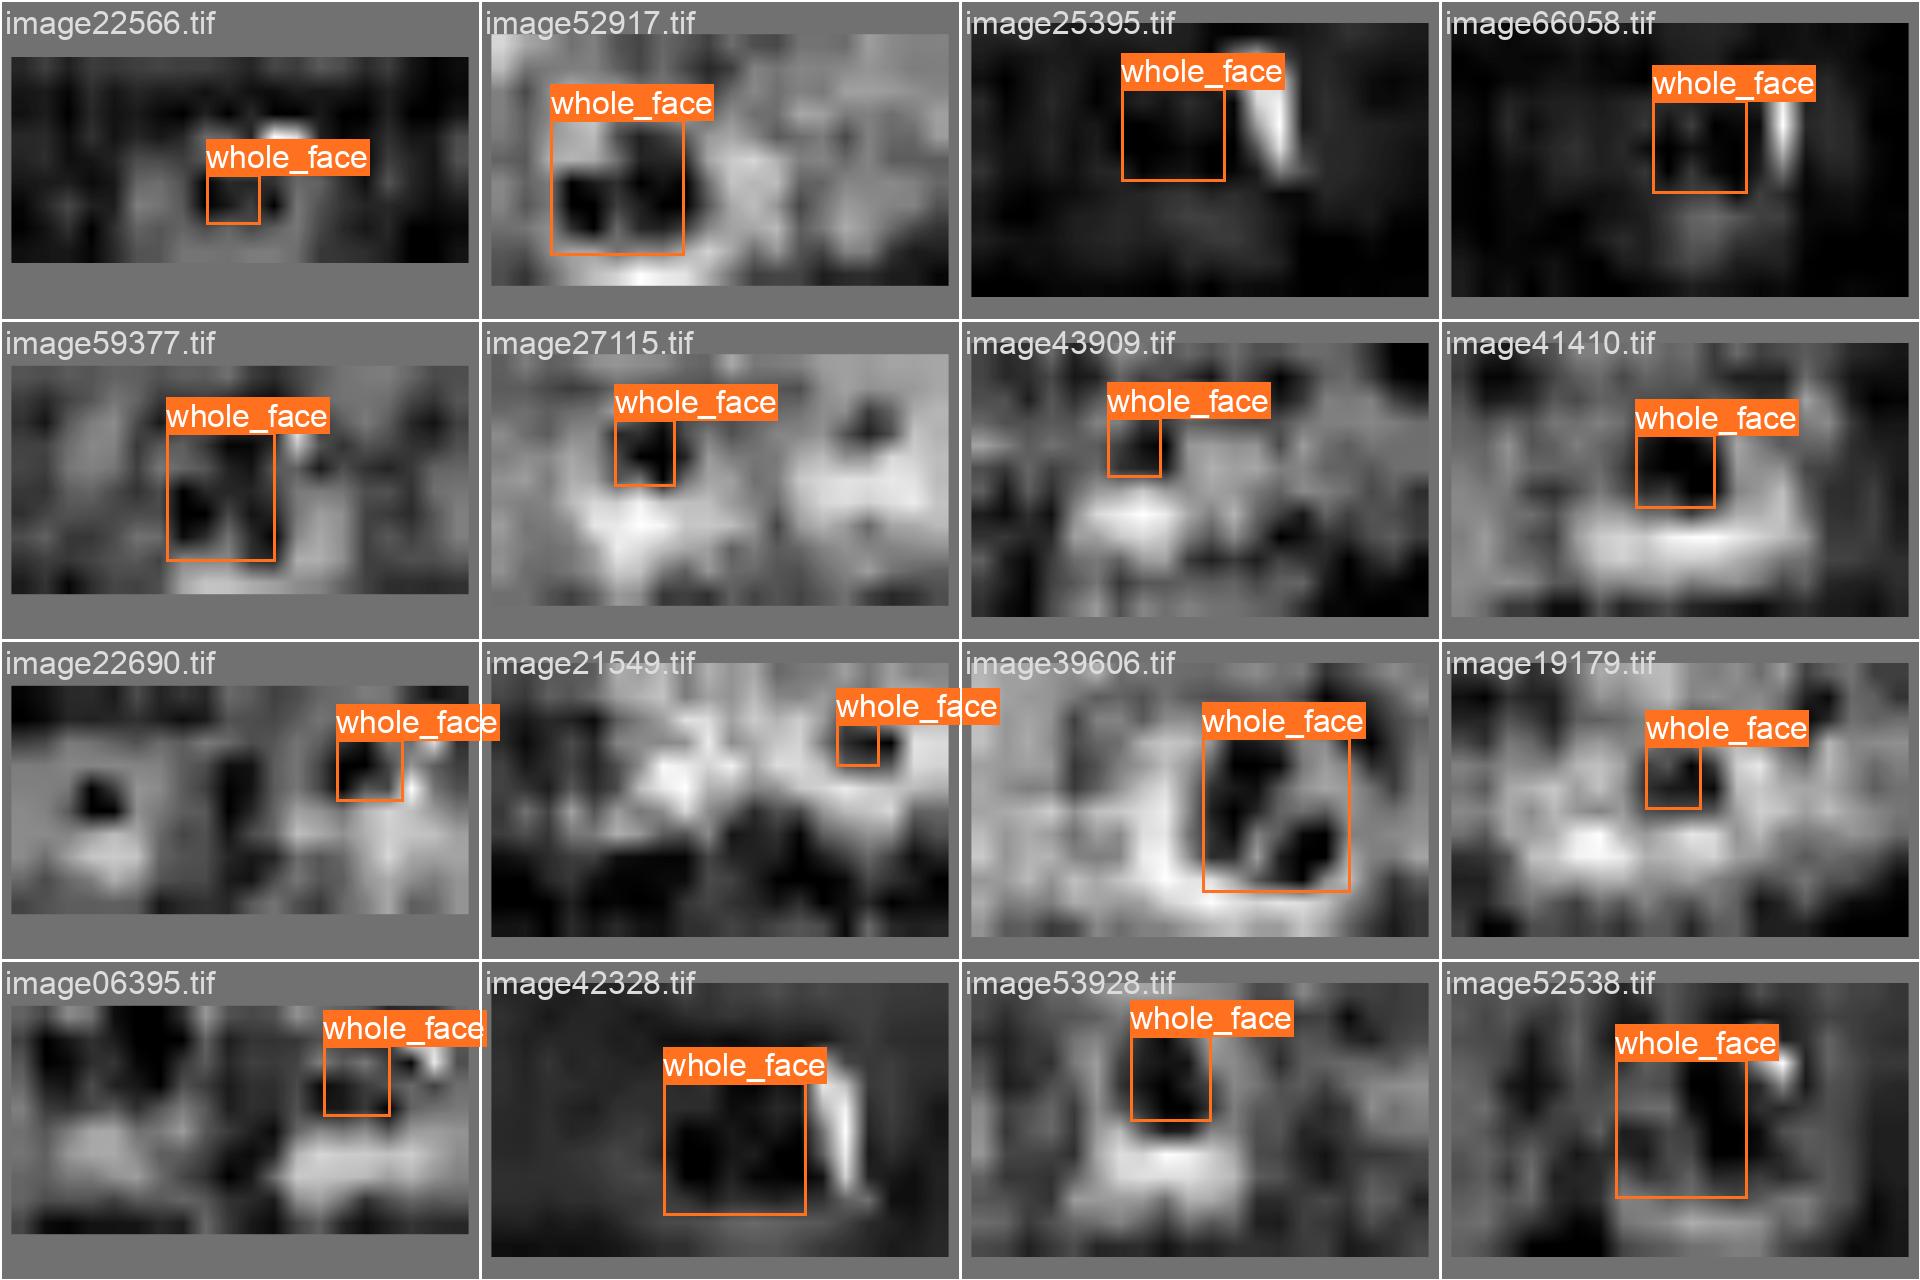 image22566.tif
whole_face
image52917.tif
whole_face
image25395.tif
whole_face
image66058.tif
whole_face
image59377.tif
whole_face
image27115.tif
whole_face
image43909.tif
whole_face
image41410.tif
whole_face
image22690.tif
whole_face
image21549.tif
whole_face
image39606.tif
whole_face
image19179.tif
whole_face
image06395.tif
whole_face
image42328.tif
whole_face
image53928.tif
whole_face
image52538.tif
whole_face